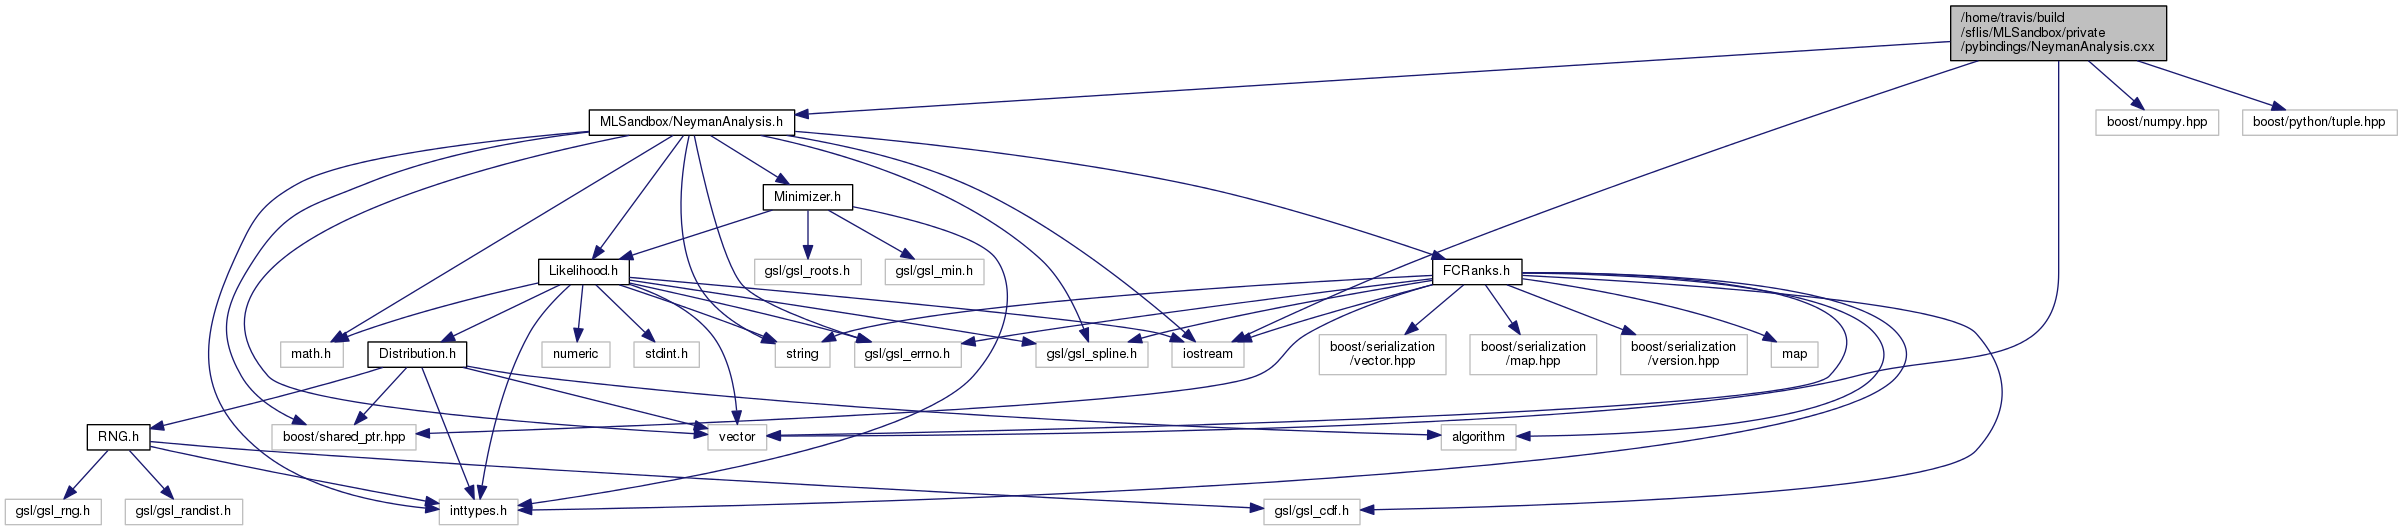 /home/travis/build
/sflis/MLSandbox/private
/pybindings/NeymanAnalysis.cxx
MLSandbox/NeymanAnalysis.h
boost/numpy.hpp
boost/python/tuple.hpp
Minimizer.h
Likelihood.h
gsl/gsl_roots.h
gsl/gsl_min.h
FCRanks.h
math.h
Distribution.h
numeric
stdint.h
string
gsl/gsl_errno.h
gsl/gsl_spline.h
iostream
boost/serialization
/vector.hpp
boost/serialization
/map.hpp
boost/serialization
/version.hpp
map
RNG.h
boost/shared_ptr.hpp
vector
algorithm
gsl/gsl_rng.h
gsl/gsl_randist.h
inttypes.h
gsl/gsl_cdf.h